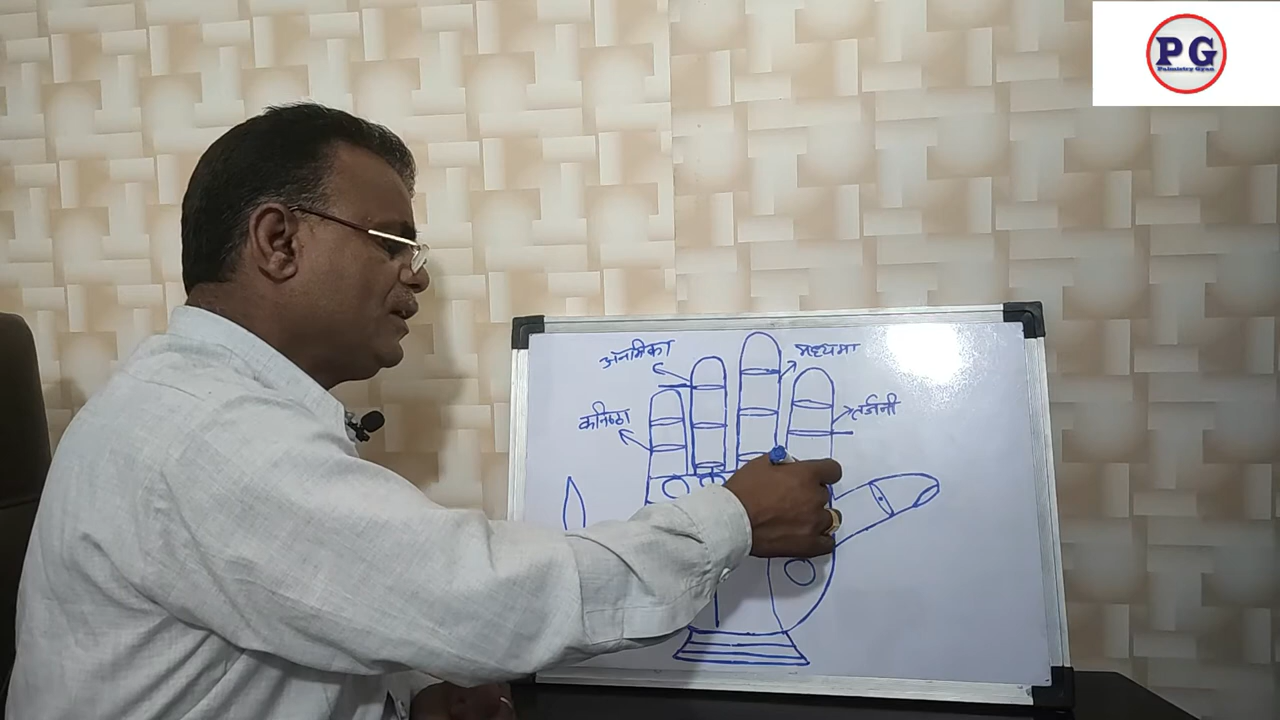 PG
Palmistry Gyan
अनामिका
मध्यमा
कनिष्ठा
तर्जनी